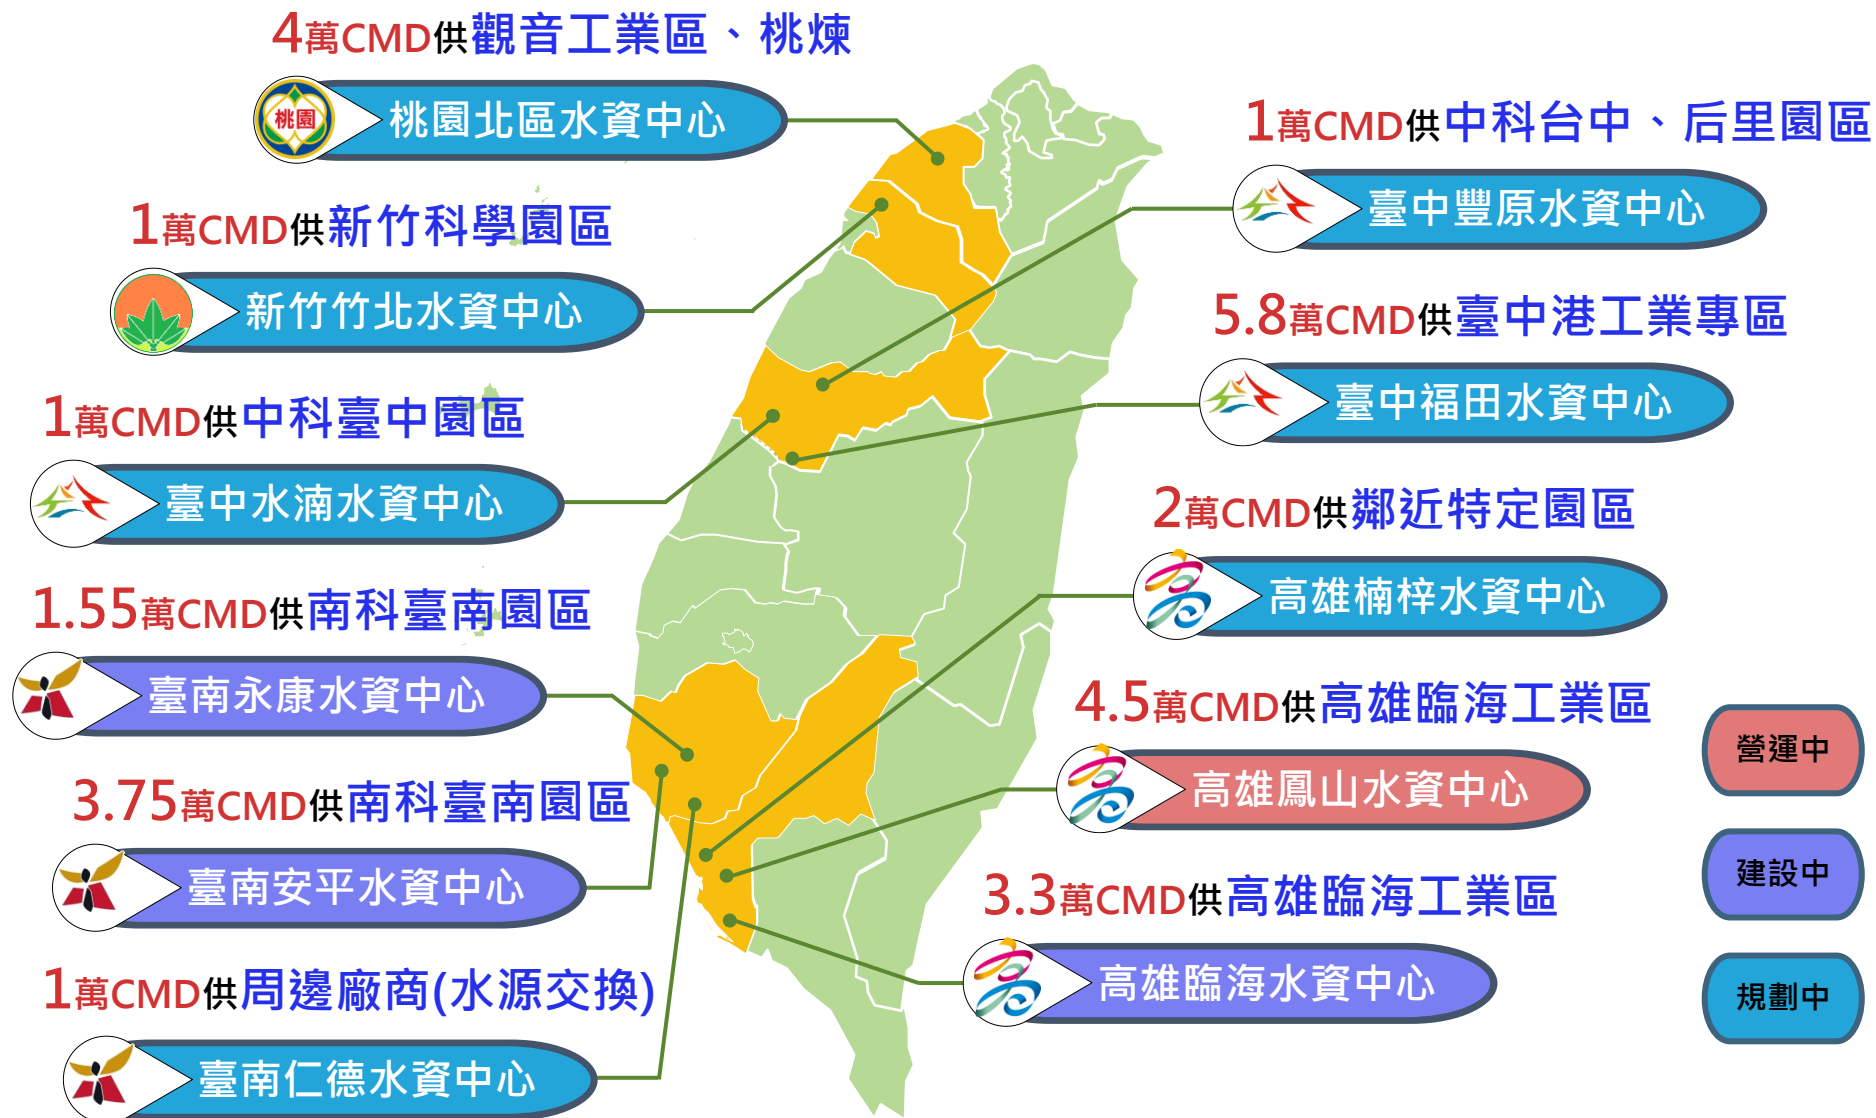 4萬CMD供觀音工業區、桃煉
桃園
桃園北區水資中心
1萬CMD供新竹科學園區
新竹竹北水資中心
1萬CMD供中科臺中園區
臺中水湳水資中心
1.55萬CMD供南科臺南園區
臺南永康水資中心
3.75萬CMD供南科臺南園區
臺南安平水資中心
1萬CMD供周邊廠商(水源交換)
臺南仁德水資中心
1萬CMD供中科台中、后里園區
臺中豐原水資中心
5.8萬CMD供臺中港工業專區
臺中福田水資中心
2萬CMD供鄰近特定園區
高雄楠梓水資中心
4.5萬CMD供高雄臨海工業區
高雄鳳山水資中心
3.3萬CMD供高雄臨海工業區
高雄臨海水資中心
營運中
建設中
規劃中